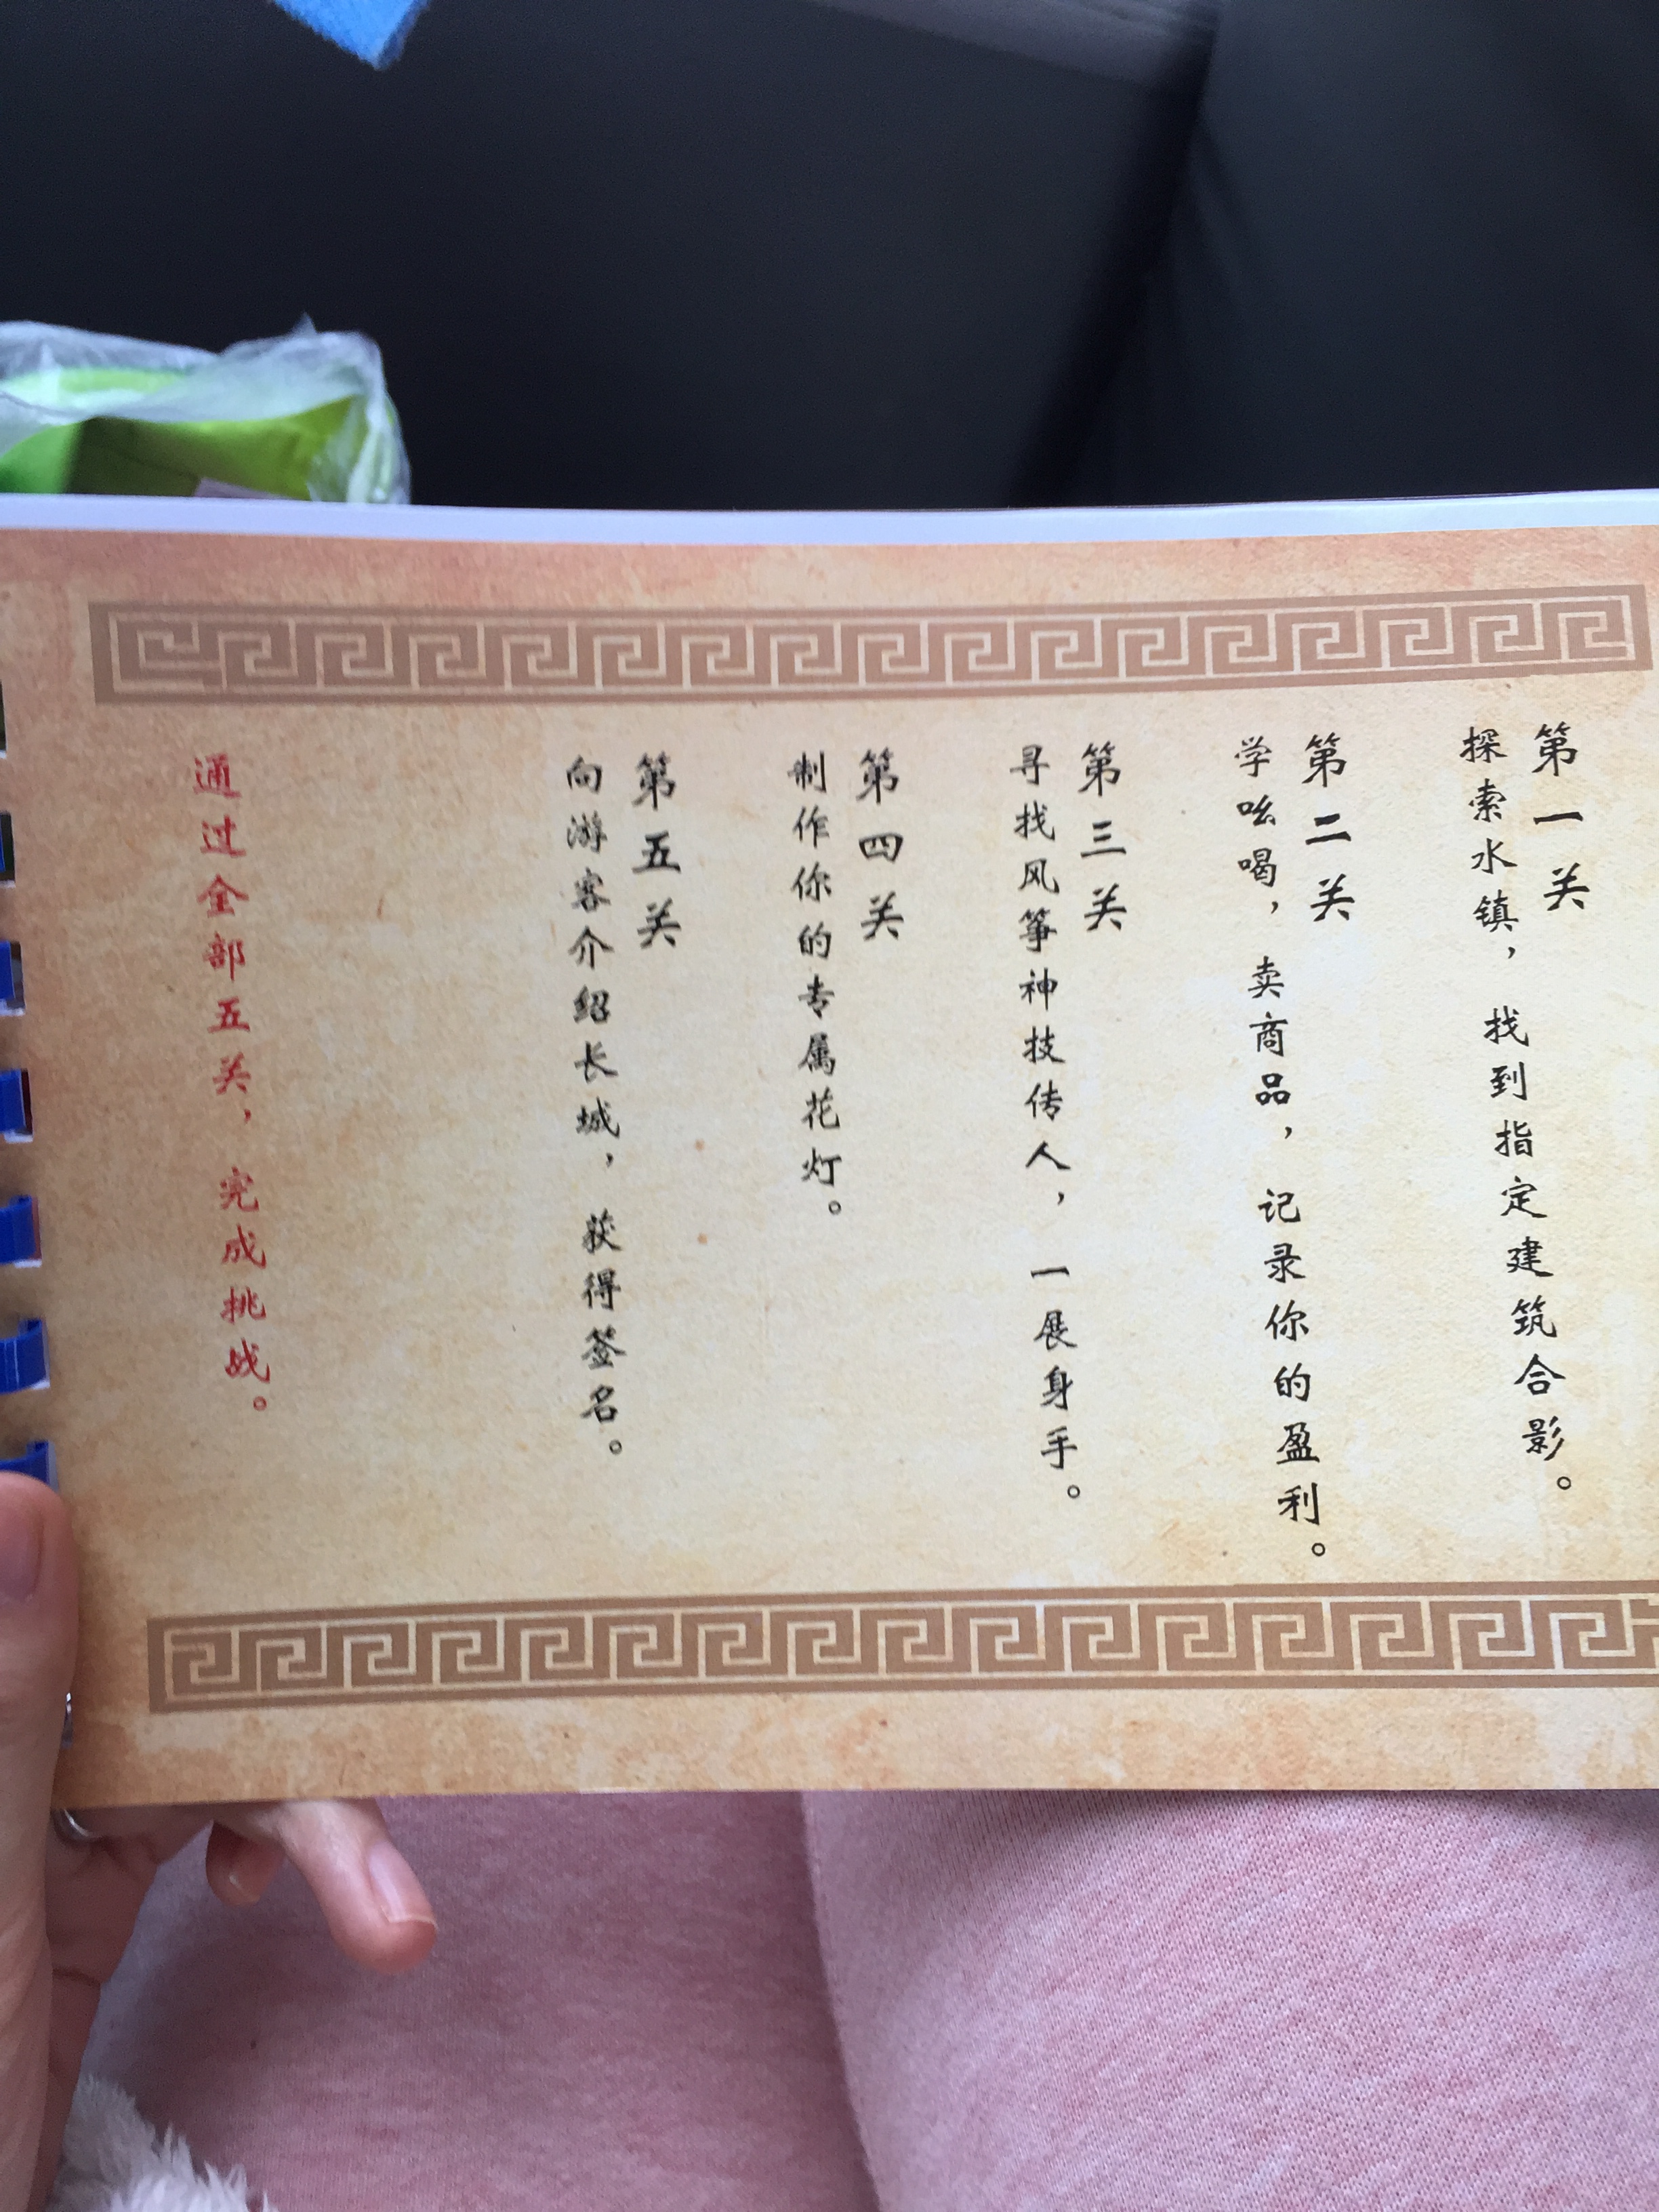 第一关
探索水镇，找到指定建筑合影。
第二关
学吆喝，卖商品，记录你的盈利。
第三关
寻找风筝神技传人，一展身手。
第四关
制作你的专属花灯。
第五关
向游客介绍长城，获得签名。
通过全部五关，完成挑战。